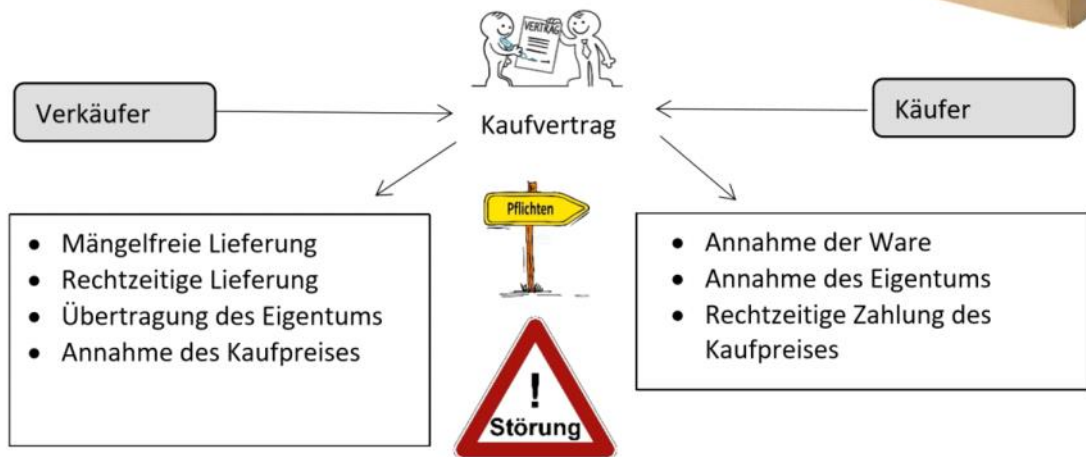 VERTRAG
Verkäufer
Kaufvertrag
Käufer
Pflichten
• Mängelfreie Lieferung
• Rechtzeitige Lieferung
• Übertragung des Eigentums
• Annahme des Kaufpreises
• Annahme der Ware
• Annahme des Eigentums
• Rechtzeitige Zahlung des
Kaufpreises
!
Störung